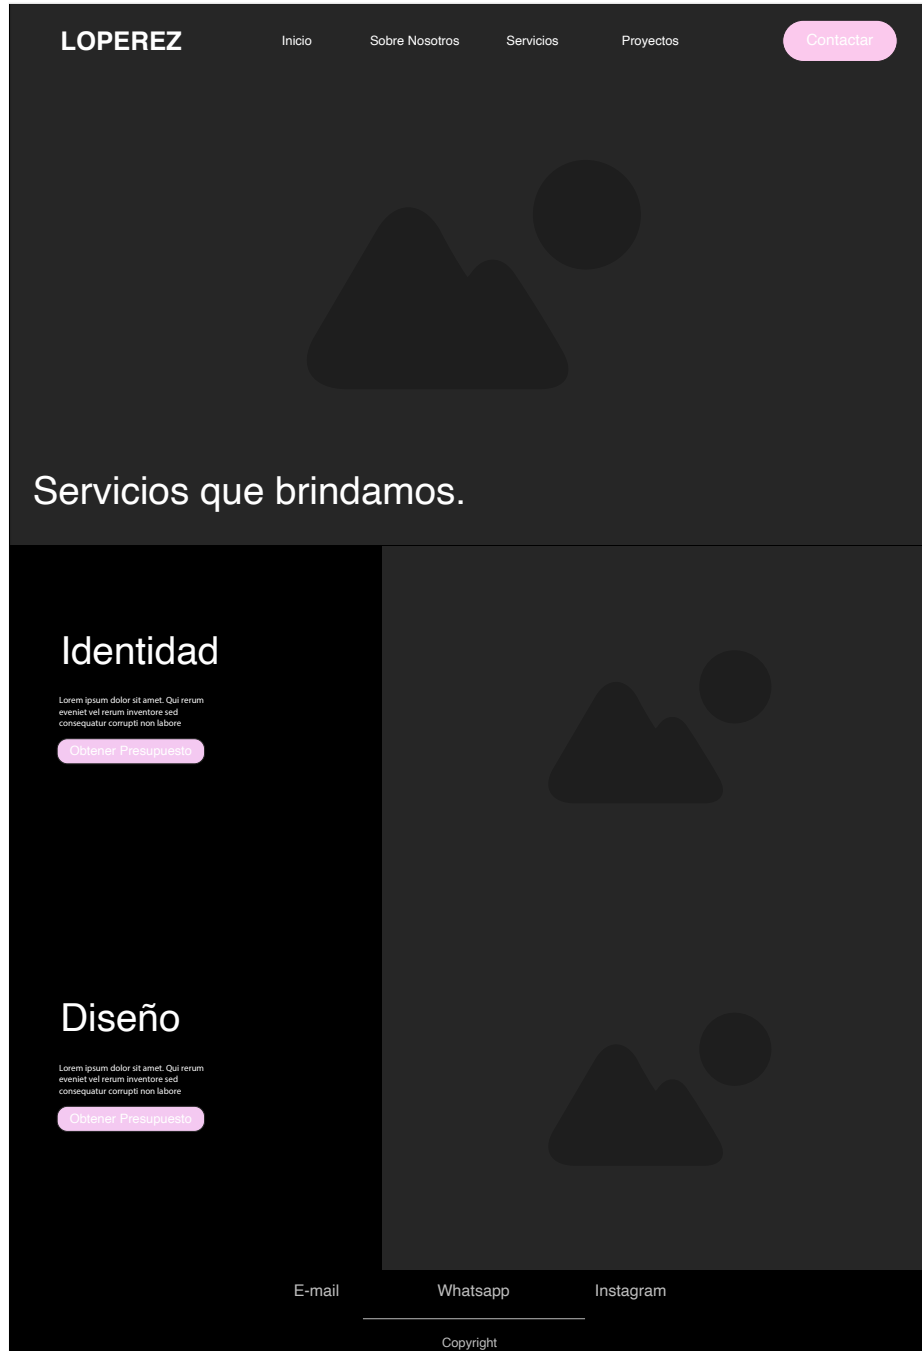 LOPEREZ
Inicio
Sobre Nosotros
Servicios
Proyectos
Contactar
Servicios que brindamos.
Identidad
Lorem ipsum dolor sit amet. Qui rerum
eveniet vel rerum inventore sed
consequatur corrupti non labore
Obtener Presupuesto
Diseño
Lorem ipsum dolor sit amet. Qui rerum
eveniet vel rerum inventore sed
consequatur corrupti non labore
Obtener Presupuesto
E-mail
Whatsapp
Instagram
Copyright